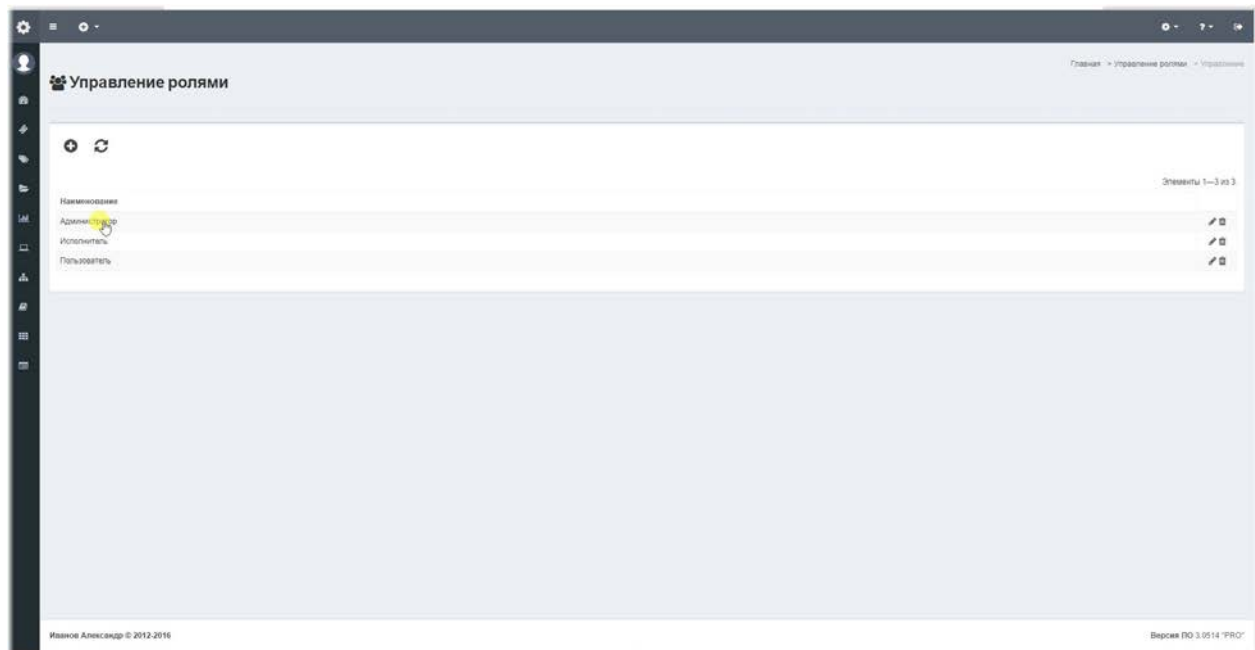 ? 
Главная > Управление ролями > Управление
Управление ролями
Элементы 1—3 из 3
Наименование
Администратор
Исполнитель
Пользователь
Иванов Александр © 2012-2016
Версия ПО 3.0514 "PRO"